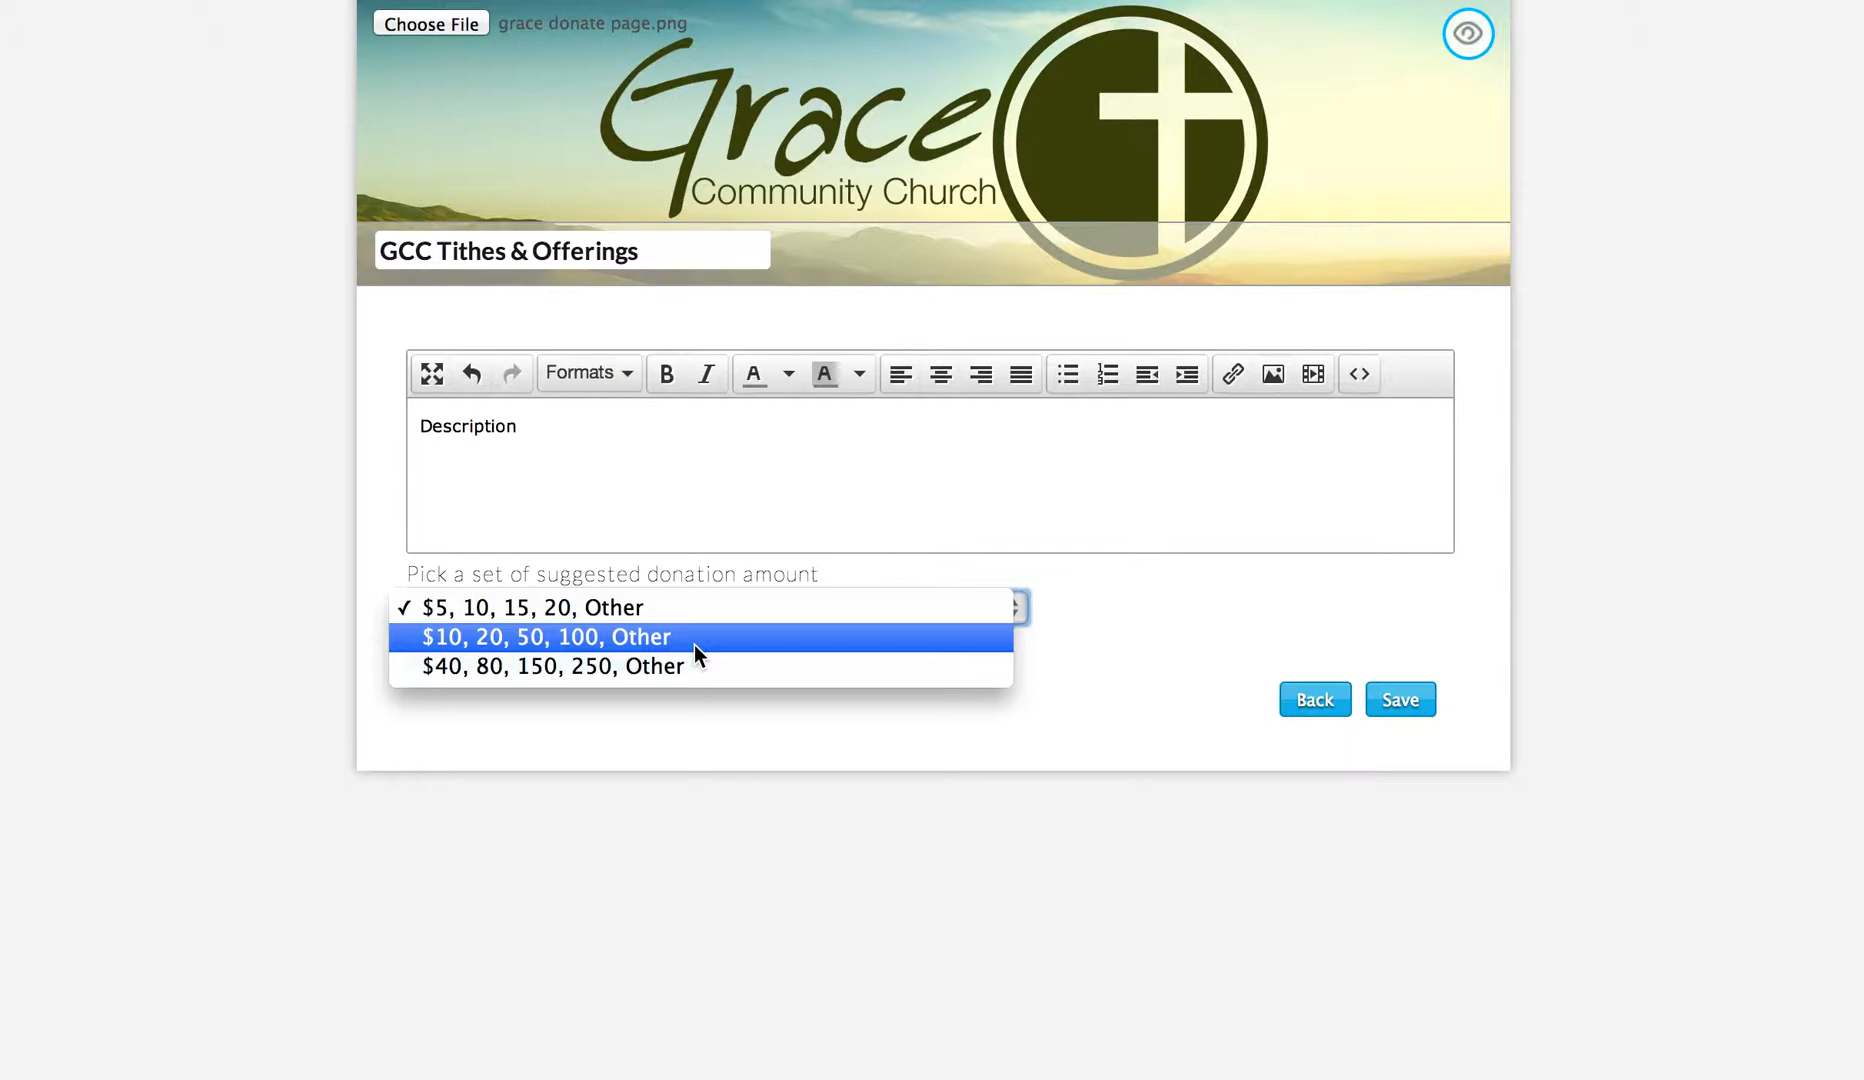 Choose File grace donate page.png
Grace
Community Church
GCC Tithes & Offerings
Formats B I A A
Description
Pick a set of suggested donation amount
✓ $5, 10, 15, 20, Other
$10, 20, 50, 100, Other
$40, 80, 150, 250, Other
Back Save